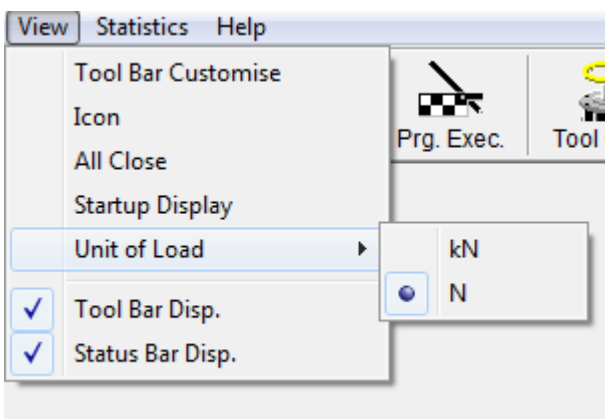 View Statistics Help
Tool Bar Customise
Icon
All Close
Startup Display
Unit of Load
Tool Bar Disp.
Status Bar Disp.
kN
N
Prg. Exec.
Tool